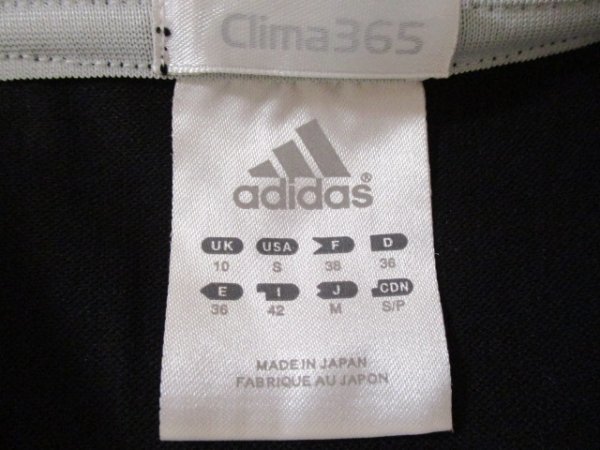 Clima365
adidas®
UK USA F D
10 S 38 36
E I J CDN
36 42 M S/P
MADE IN JAPAN
FABRIQUE AU JAPON